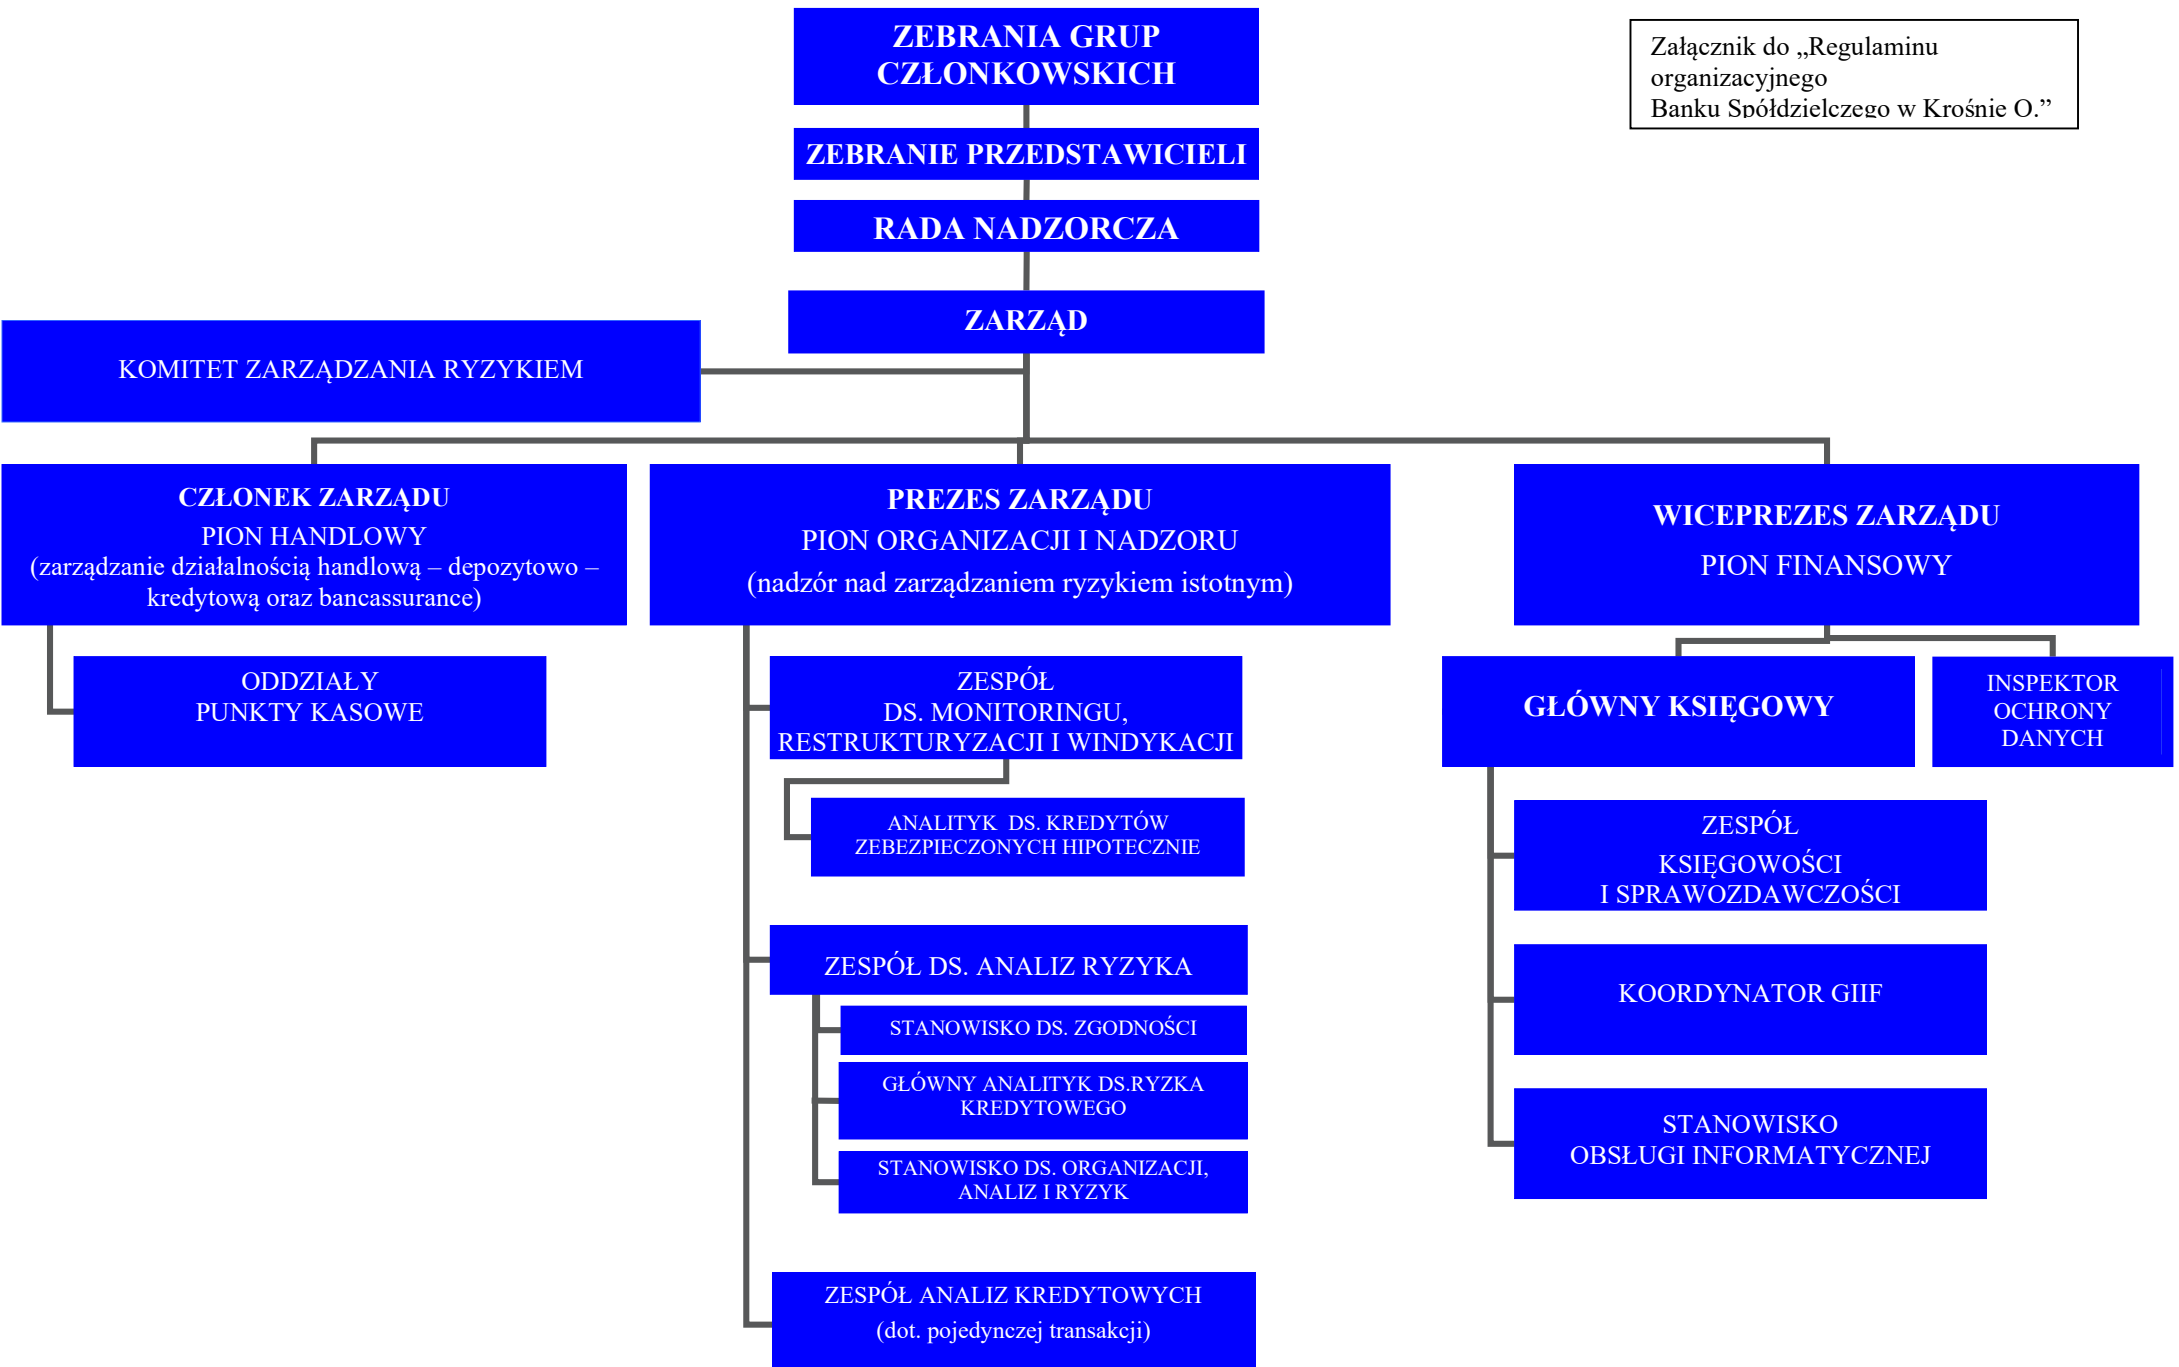 ZEBRANIA GRUP
CZŁONKOWSKICH
Załącznik do „Regulaminu
organizacyjnego
Banku Spółdzielczego w Krośnie O.”
ZEBRANIE PRZEDSTAWICIELI
RADA NADZORCZA
ZARZĄD
KOMITET ZARZĄDZANIA RYZYKIEM
CZŁONEK ZARZĄDU
PION HANDLOWY
(zarządzanie działalnością handlową – depozytowo –
kredytową oraz bancassurance)
PREZES ZARZĄDU
PION ORGANIZACJI I NADZORU
(nadzór nad zarządzaniem ryzykiem istotnym)
WICEPREZES ZARZĄDU
PION FINANSOWY
ODDZIAŁY
PUNKTY KASOWE
ZESPÓŁ
DS. MONITORINGU,
RESTRUKTURYZACJI I WINDYKACJI
ANALITYK DS. KREDYTÓW
ZEBEZPIECZONYCH HIPOTECZNIE
ZESPÓŁ DS. ANALIZ RYZYKA
STANOWISKO DS. ZGODNOŚCI
GŁÓWNY ANALITYK DS.RYZKA
KREDYTOWEGO
STANOWISKO DS. ORGANIZACJI,
ANALIZ I RYZYK
ZESPÓŁ ANALIZ KREDYTOWYCH
(dot. pojedynczej transakcji)
GŁÓWNY KSIĘGOWY
INSPEKTOR
OCHRONY
DANYCH
ZESPÓŁ
KSIĘGOWOŚCI
I SPRAWOZDAWCZOŚCI
KOORDYNATOR GIIF
STANOWISKO
OBSŁUGI INFORMATYCZNEJ